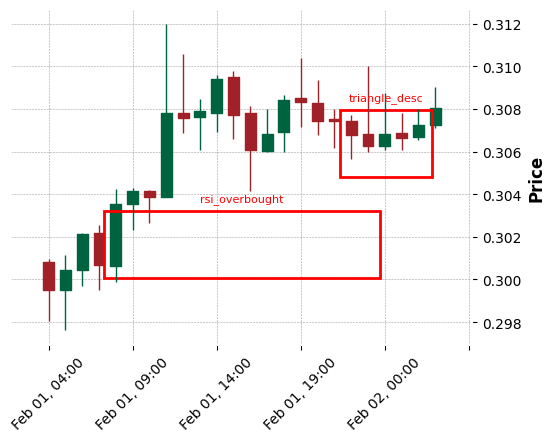 0.312
0.310
triangle_desc
0.308
0.306
Price
0.304
rsi_overbought
0.302
0.300
0.298
Feb 01, 04:00
Feb 01, 09:00
Feb 01, 14:00
Feb 01, 19:00
Feb 02, 00:00